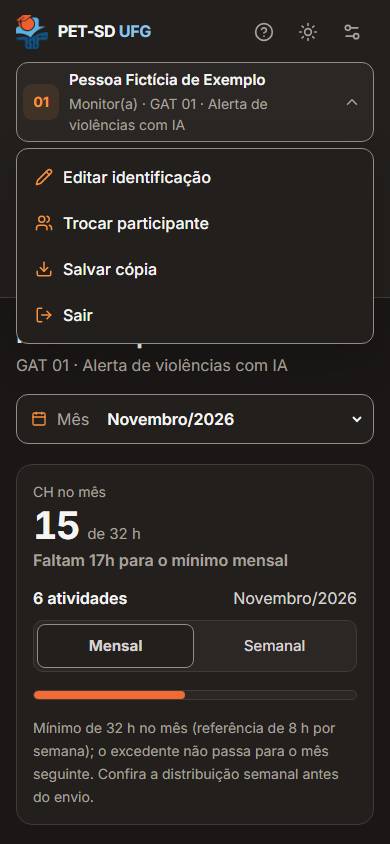 PET-SD UFG
01
Pessoa Fictícia de Exemplo
Monitor(a) · GAT 01 · Alerta de
violências com IA
Editar identificação
Trocar participante
Salvar cópia
Sair
GAT 01 · Alerta de violências com IA
Mês Novembro/2026
CH no mês
15 de 32 h
Faltam 17h para o mínimo mensal
6 atividades Novembro/2026
Mensal Semanal
Mínimo de 32 h no mês (referência de 8 h por
semana); o excedente não passa para o mês
seguinte. Confira a distribuição semanal antes
do envio.